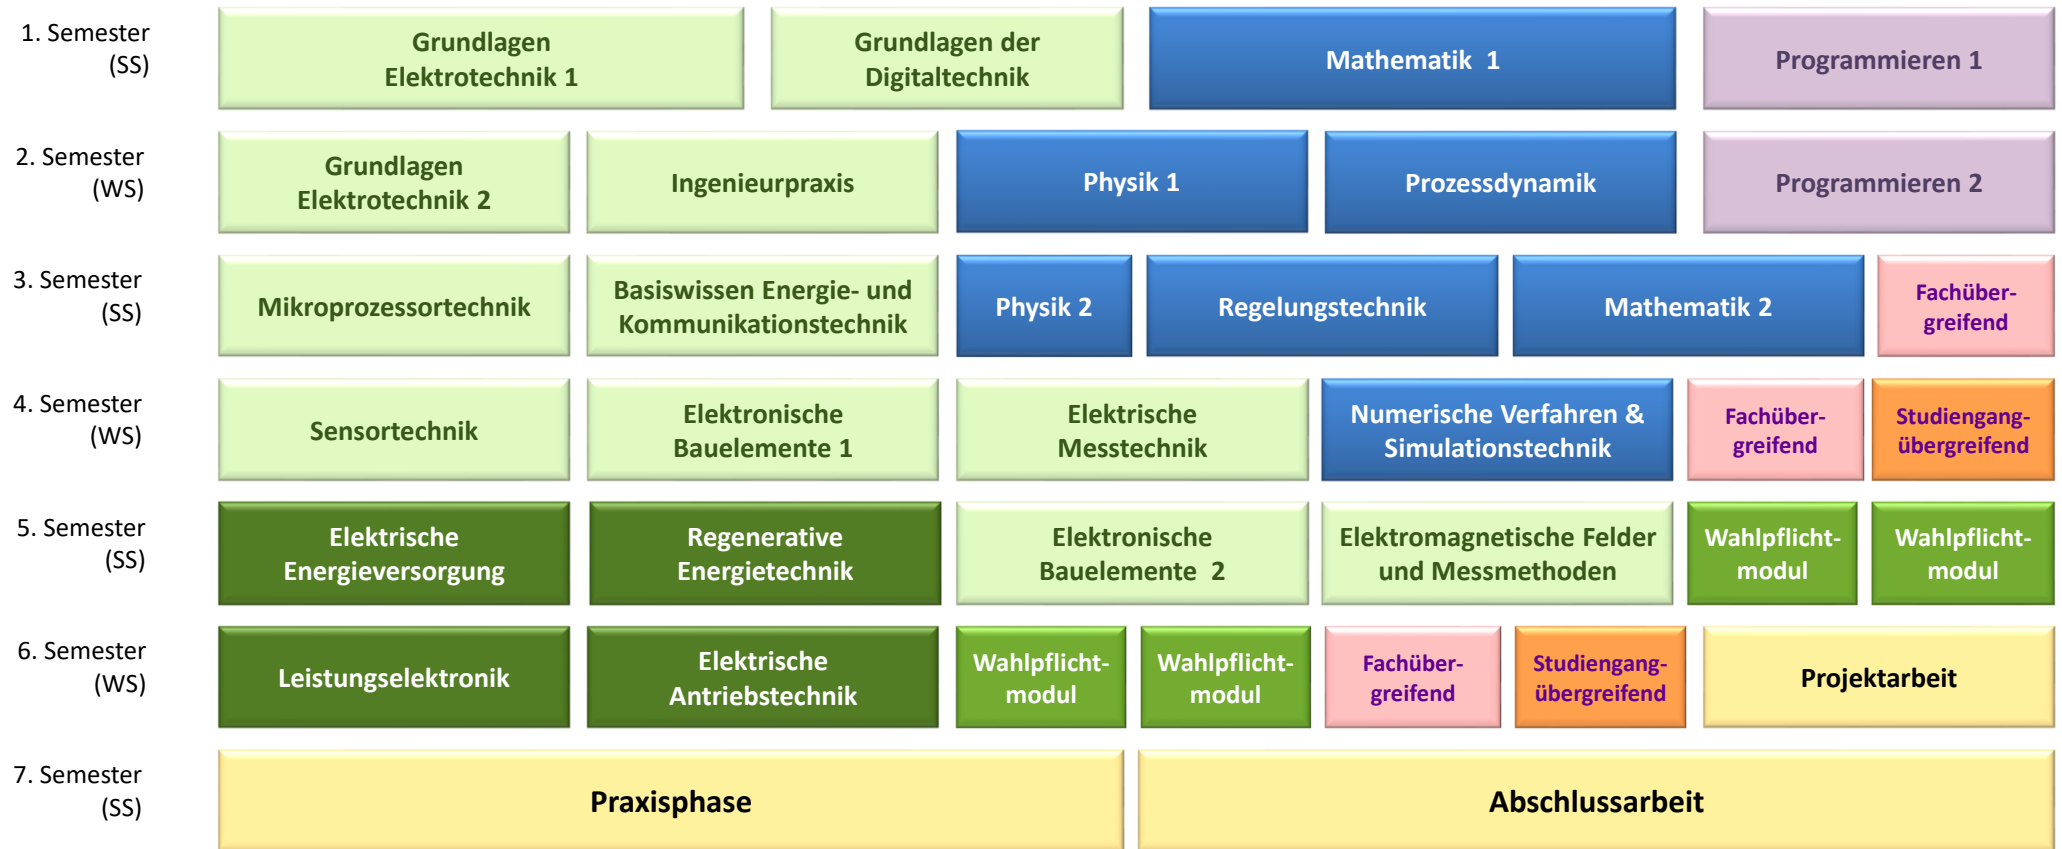 1. Semester
(SS)
Grundlagen
Elektrotechnik 1
Grundlagen der
Digitaltechnik
Mathematik 1
Programmieren 1
2. Semester
(WS)
Grundlagen
Elektrotechnik 2
Ingenieurpraxis
Physik 1
Prozessdynamik
Programmieren 2
3. Semester
(SS)
Mikroprozessortechnik
Basiswissen Energie- und
Kommunikationstechnik
Physik 2
Regelungstechnik
Mathematik 2
Fachüber-
greifend
4. Semester
(WS)
Sensortechnik
Elektronische
Bauelemente 1
Elektrische
Messtechnik
Numerische Verfahren &
Simulationstechnik
Fachüber-
greifend
Studiengang-
übergreifend
5. Semester
(SS)
Elektrische
Energieversorgung
Regenerative
Energietechnik
Elektronische
Bauelemente 2
Elektromagnetische Felder
und Messmethoden
Wahlpflicht-
modul
Wahlpflicht-
modul
6. Semester
(WS)
Leistungselektronik
Elektrische
Antriebstechnik
Wahlpflicht-
modul
Wahlpflicht-
modul
Fachüber-
greifend
Studiengang-
übergreifend
Projektarbeit
7. Semester
(SS)
Praxisphase
Abschlussarbeit